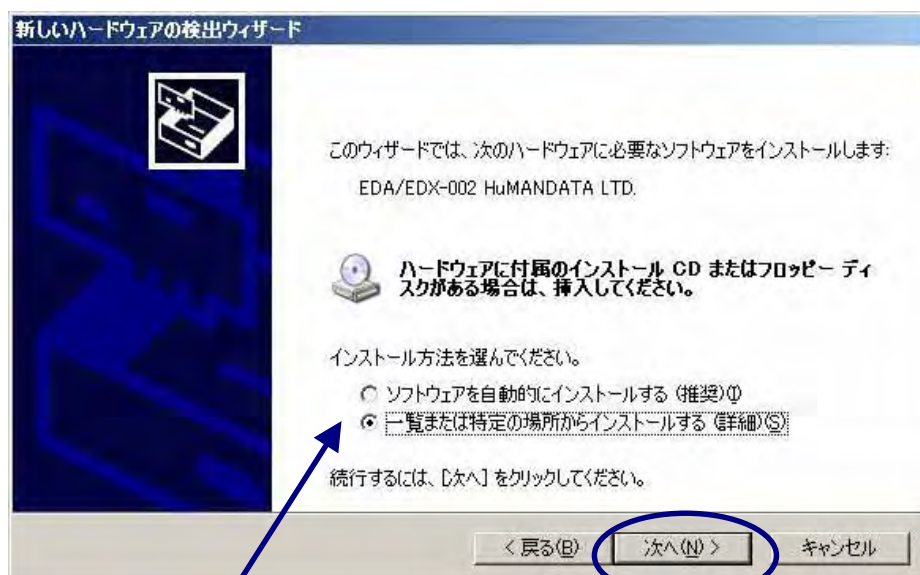 新しいハードウェアの検出ウィザード
このウィザードでは、次のハードウェアに必要なソフトウェアをインストールします:
EDA/EDX-002 HuMANDATA LTD.
ハードウェアに付属のインストール CD またはフロッピー ディ
スクがある場合は、挿入してください。
インストール方法を選んでください。
ソフトウェアを自動的にインストールする (推奨)(I)
一覧または特定の場所からインストールする (詳細)(S)
続行するには、[次へ] をクリックしてください。
< 戻る(B)
次へ(N) >
キャンセル